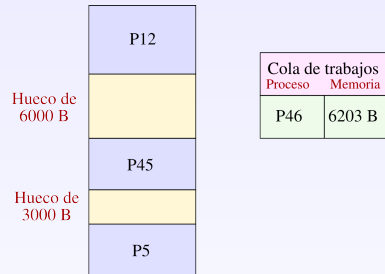 P12
Hueco de
6000 B
P45
Hueco de
3000 B
P5
Cola de trabajos
Proceso Memoria
P46 6203 B